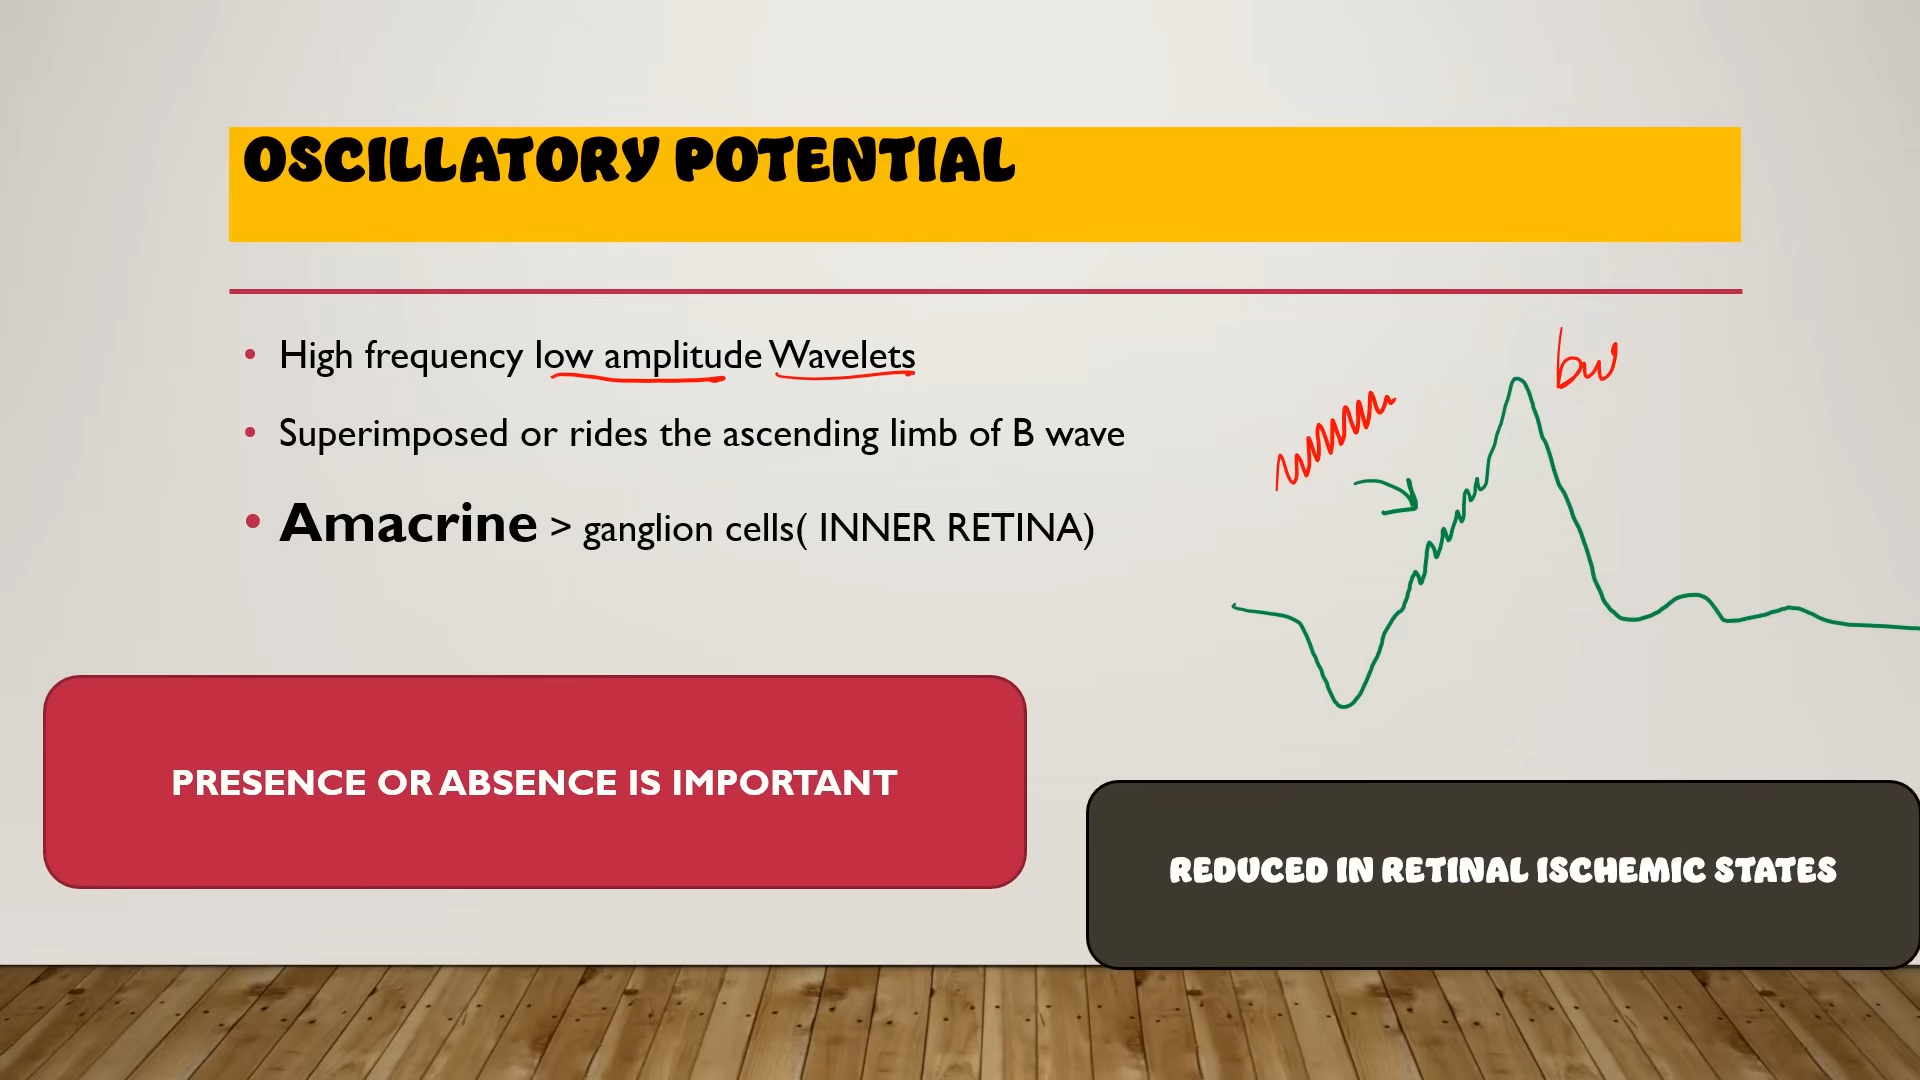 OSCILLATORY POTENTIAL
• High frequency low amplitude Wavelets
• Superimposed or rides the ascending limb of B wave
• Amacrine > ganglion cells( INNER RETINA)
bw
PRESENCE OR ABSENCE IS IMPORTANT
REDUCED IN RETINAL ISCHEMIC STATES